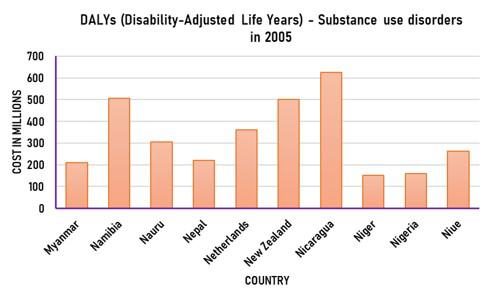 DALYs (Disability-Adjusted Life Years) - Substance use disorders
in 2005
COST IN MILLIONS
700
600
500
400
300
200
100
0
Myanmar
Namibia
Nauru
Nepal
Netherlands
New Zealand
Nicaragua
Niger
Nigeria
Niue
COUNTRY